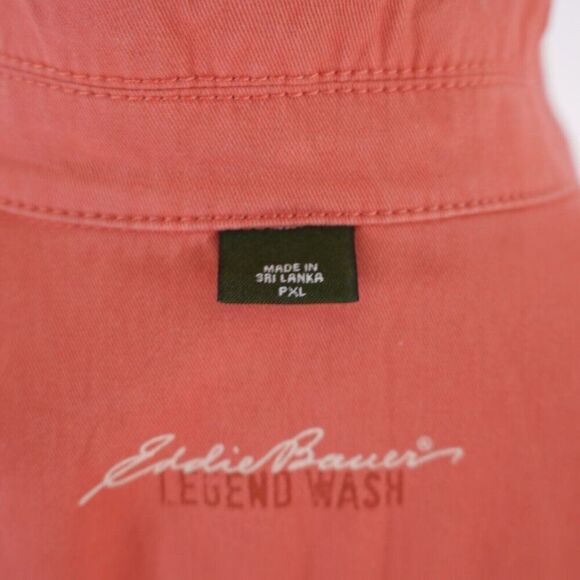 MADE IN
SRI LANKA
PXL
Eddie Bauer®
LEGEND WASH